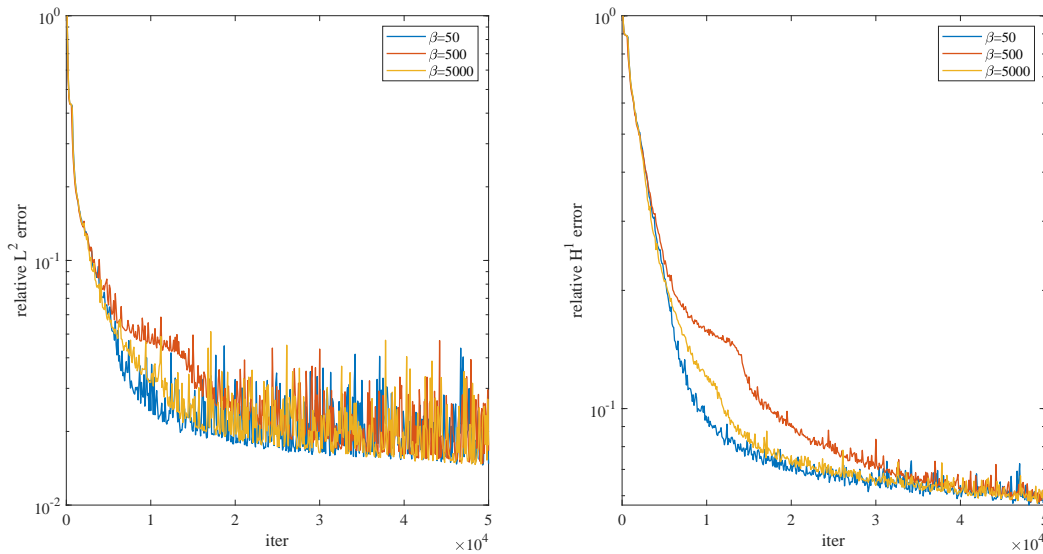 10^0
10^{-1}
10^{-2}
relative L^2 error
0 1 2 3 4 5
×10^4
iter
β=50
β=500
β=5000
10^0
10^{-1}
relative H^1 error
0 1 2 3 4 5
×10^4
iter
β=50
β=500
β=5000